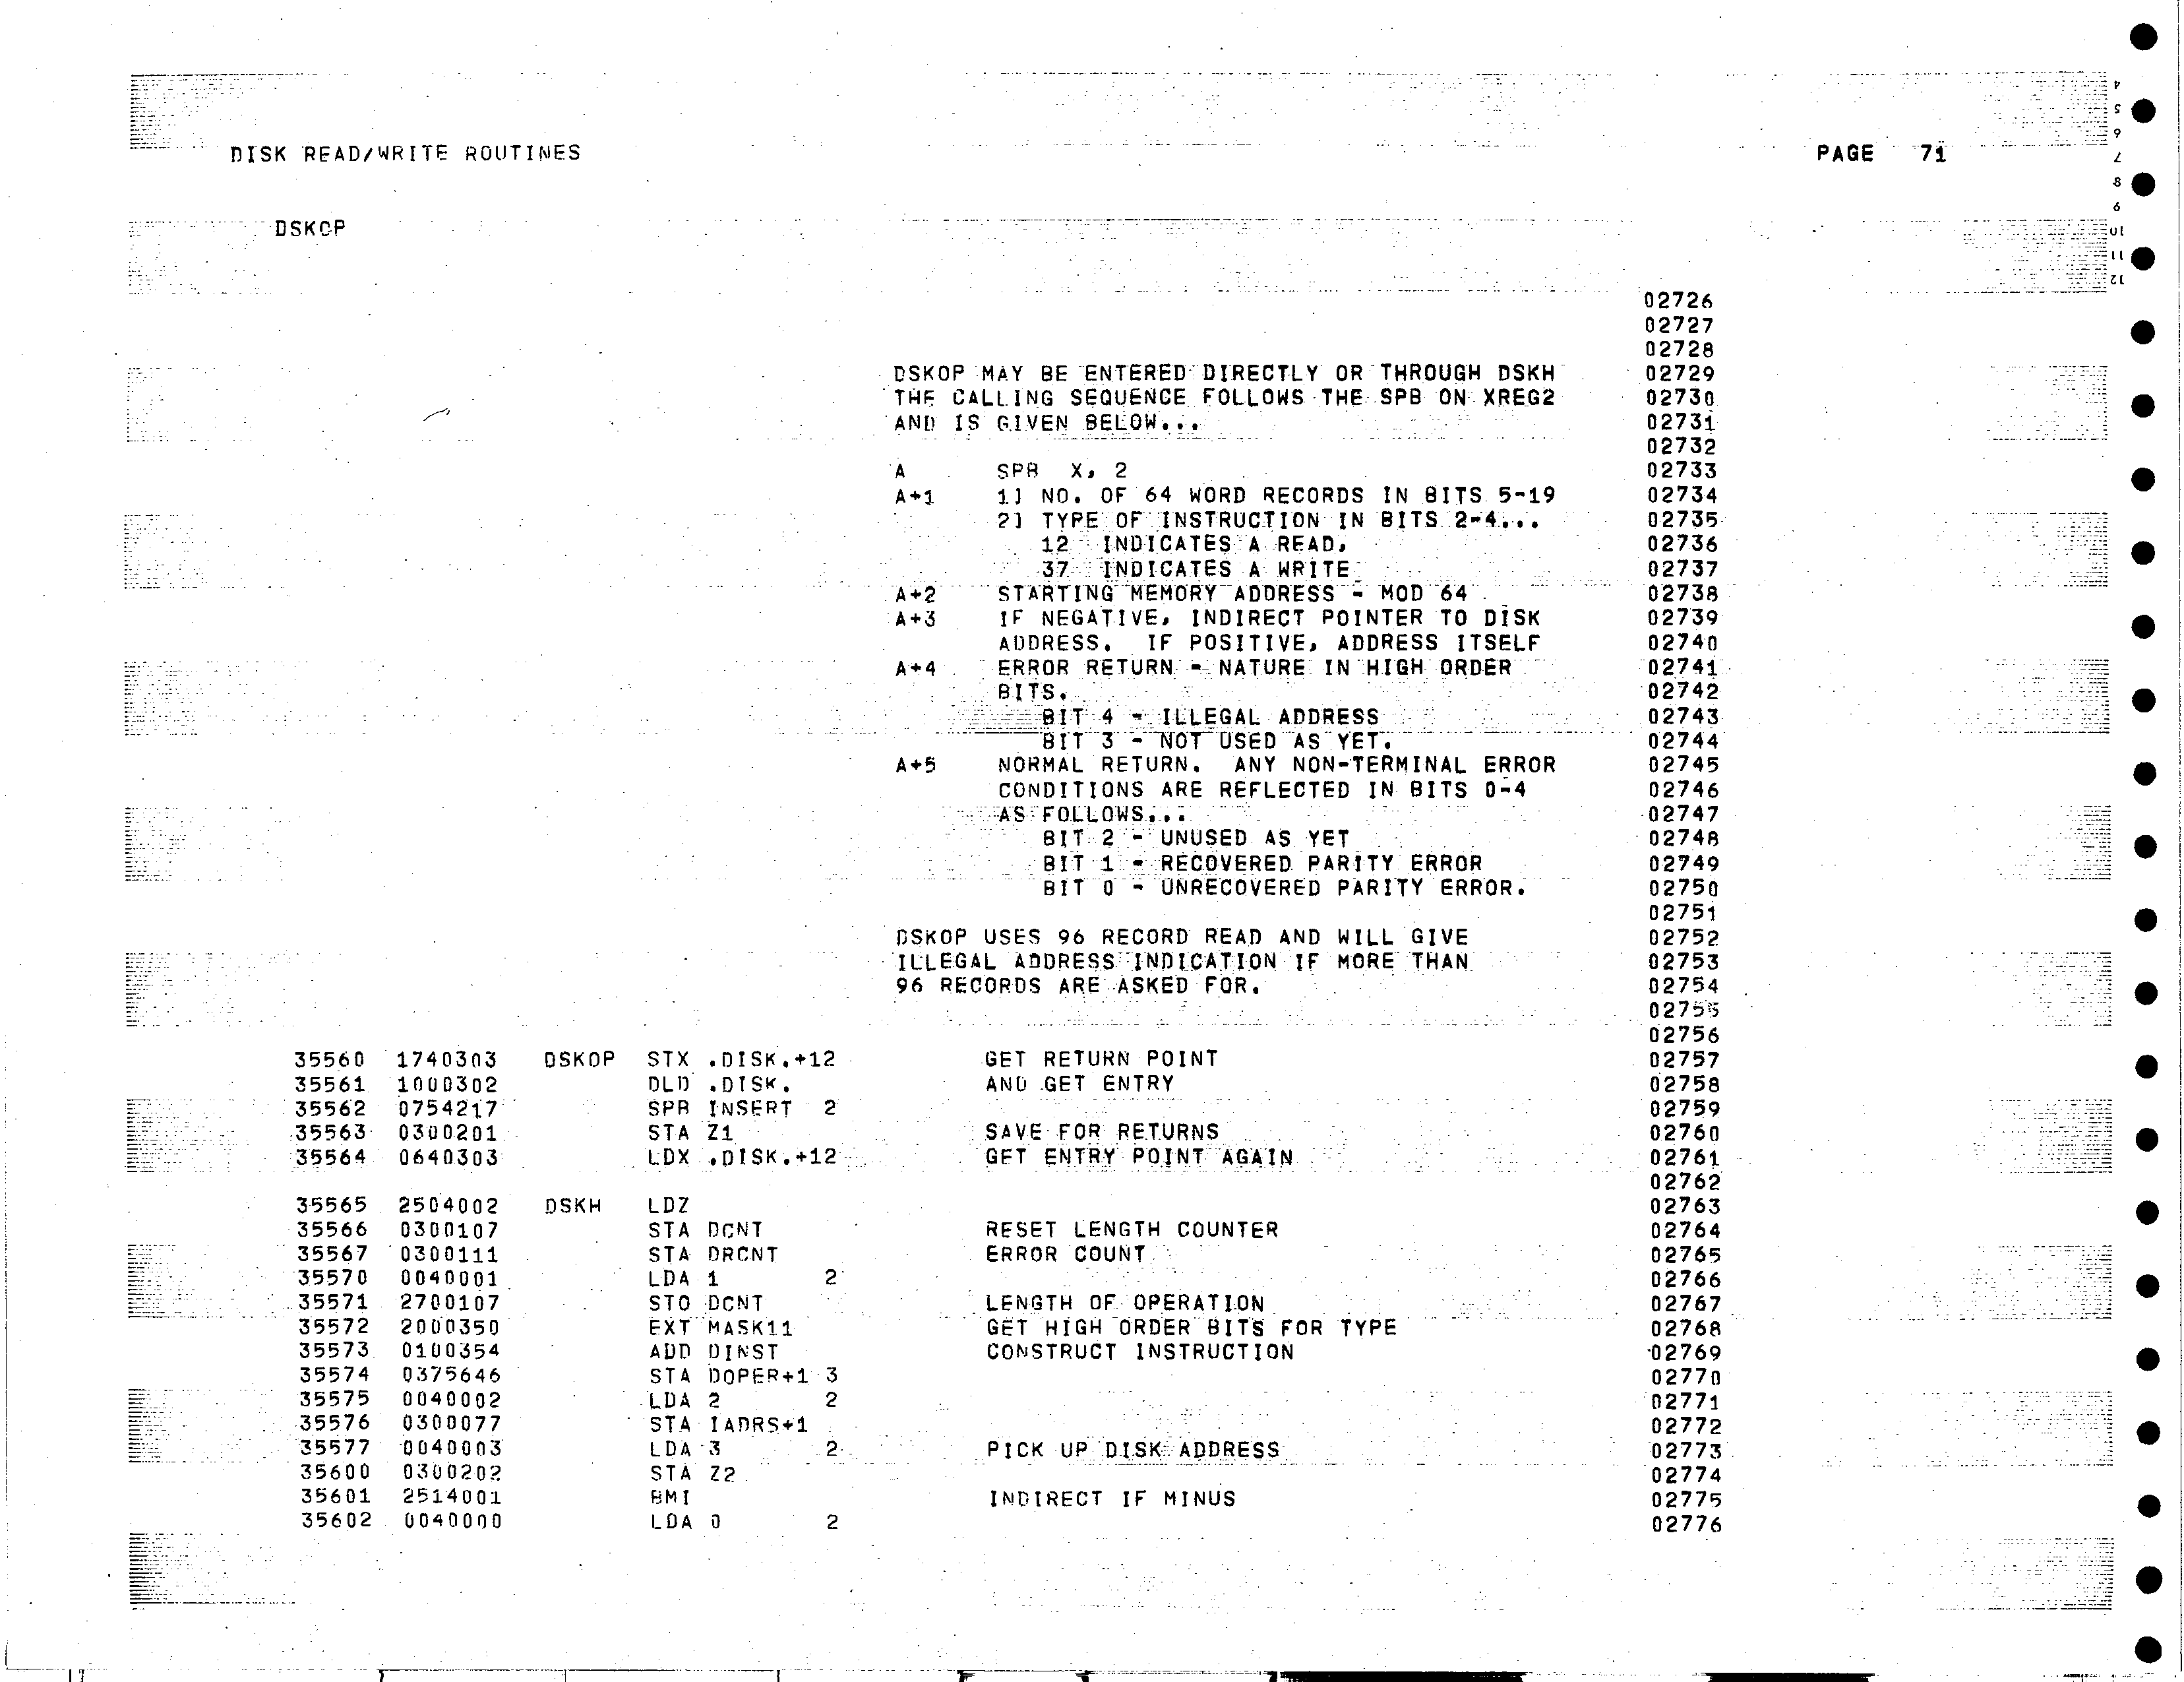 4
5
6
DISK READ/WRITE ROUTINES PAGE 71
7
8
9
DSKOP
10
11
12
02726
02727
02728
DSKOP MAY BE ENTERED DIRECTLY OR THROUGH DSKH 02729
THE CALLING SEQUENCE FOLLOWS THE SPB ON XREG2 02730
AND IS GIVEN BELOW... 02731
02732
A SPB X, 2 02733
A+1 1] NO. OF 64 WORD RECORDS IN BITS 5-19 02734
2] TYPE OF INSTRUCTION IN BITS 2-4... 02735
12 INDICATES A READ, 02736
37 INDICATES A WRITE 02737
A+2 STARTING MEMORY ADDRESS - MOD 64 02738
A+3 IF NEGATIVE, INDIRECT POINTER TO DISK 02739
ADDRESS. IF POSITIVE, ADDRESS ITSELF 02740
A+4 ERROR RETURN - NATURE IN HIGH ORDER 02741
BITS. 02742
BIT 4 - ILLEGAL ADDRESS 02743
BIT 3 - NOT USED AS YET. 02744
A+5 NORMAL RETURN. ANY NON-TERMINAL ERROR 02745
CONDITIONS ARE REFLECTED IN BITS 0-4 02746
AS FOLLOWS... 02747
BIT 2 - UNUSED AS YET 02748
BIT 1 - RECOVERED PARITY ERROR 02749
BIT 0 - UNRECOVERED PARITY ERROR. 02750
02751
DSKOP USES 96 RECORD READ AND WILL GIVE 02752
ILLEGAL ADDRESS INDICATION IF MORE THAN 02753
96 RECORDS ARE ASKED FOR. 02754
02755
02756
35560 1740303 DSKOP STX .DISK.+12 GET RETURN POINT 02757
35561 1000302 DLD .DISK. AND GET ENTRY 02758
35562 0754217 SPB INSERT 2 02759
35563 0300201 STA Z1 SAVE FOR RETURNS 02760
35564 0640303 LDX .DISK.+12 GET ENTRY POINT AGAIN 02761
02762
35565 2504002 DSKH LDZ 02763
35566 0300107 STA DCNT RESET LENGTH COUNTER 02764
35567 0300111 STA DRCNT ERROR COUNT 02765
35570 0040001 LDA 1 2 02766
35571 2700107 STO DCNT LENGTH OF OPERATION 02767
35572 2000350 EXT MASK11 GET HIGH ORDER BITS FOR TYPE 02768
35573 0100354 ADD DINST CONSTRUCT INSTRUCTION 02769
35574 0375646 STA DOPER+1 3 02770
35575 0040002 LDA 2 2 02771
35576 0300077 STA IADRS+1 02772
35577 0040003 LDA 3 2 PICK UP DISK ADDRESS 02773
35600 0300202 STA Z2 02774
35601 2514001 BMI INDIRECT IF MINUS 02775
35602 0040000 LDA 0 2 02776